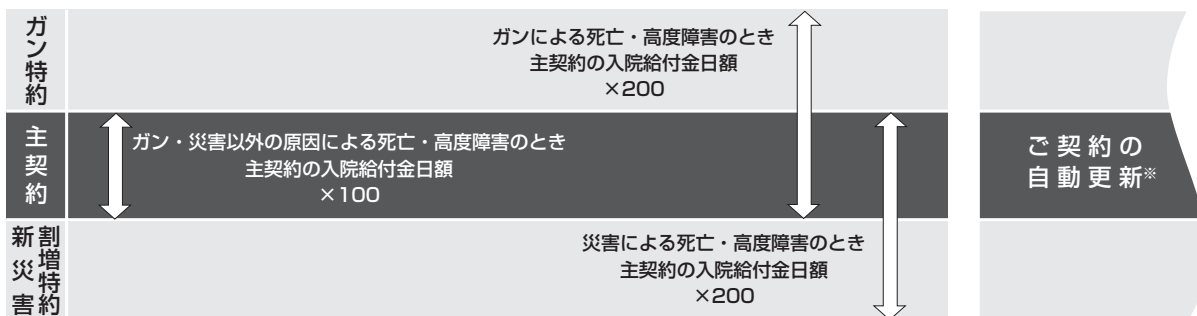 ガン特約
ガンによる死亡・高度障害のとき
主契約の入院給付金日額
×200
主契約
ガン・災害以外の原因による死亡・高度障害のとき
主契約の入院給付金日額
×100
ご契約の
自動更新※
新災害
割増特約
災害による死亡・高度障害のとき
主契約の入院給付金日額
×200